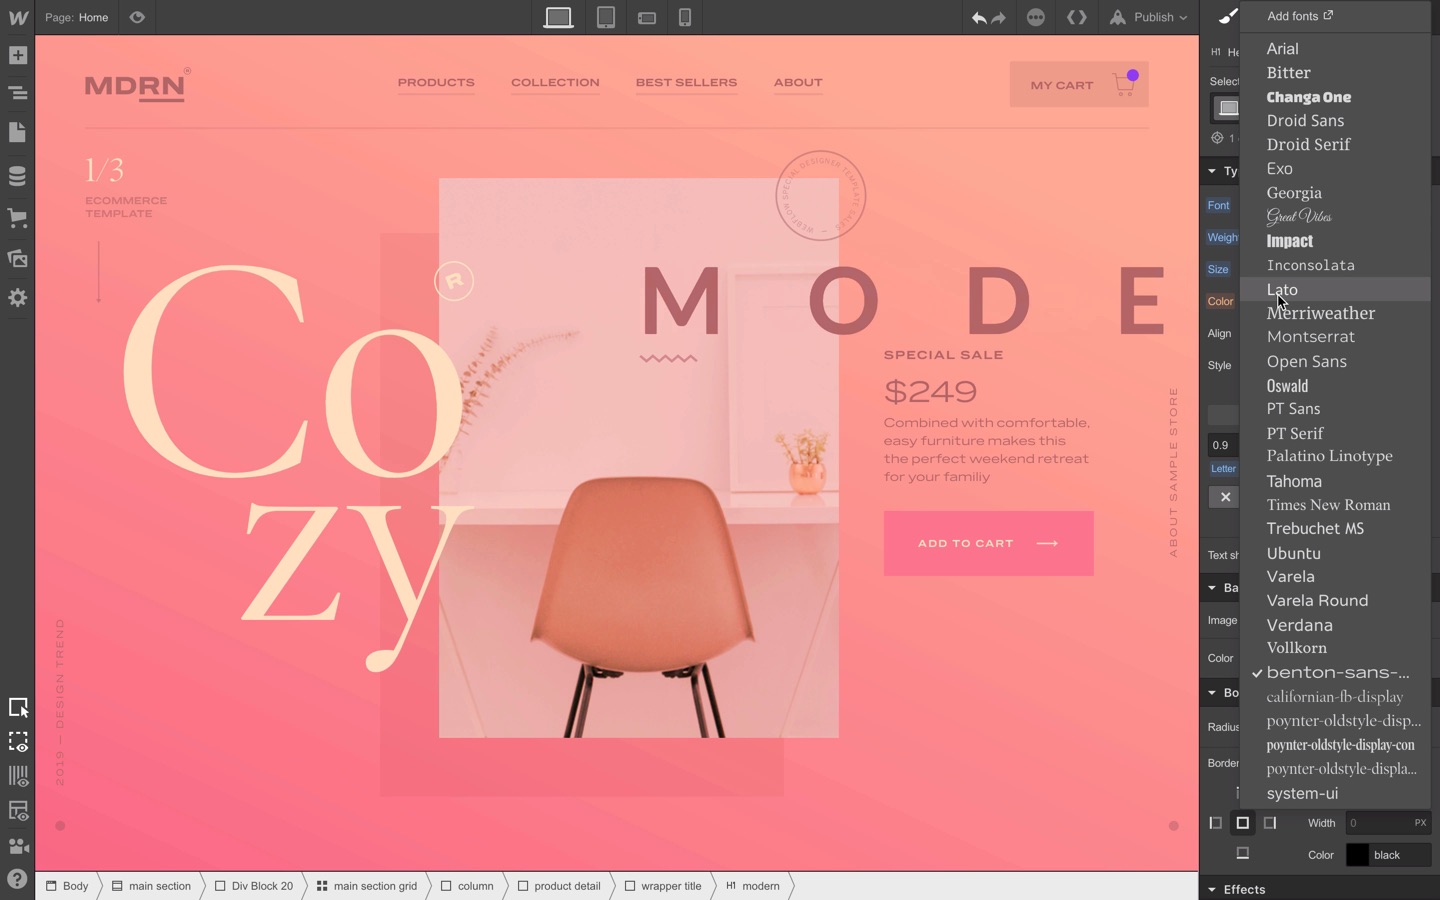 Page: Home
Publish
Add fonts
MDRN®
PRODUCTS
COLLECTION
BEST SELLERS
ABOUT
MY CART
1/3
ECOMMERCE
TEMPLATE
Co
zy
R
M O D E
SPECIAL SALE
$249
Combined with comfortable,
easy furniture makes this
the perfect weekend retreat
for your familiy
ADD TO CART
ABOUT SAMPLE STORE
2019 — DESIGN TREND
WEBFLOW SPECIAL DESIGNER TEMPLATE SALES —
H1
Select
1
Ty
Font
Weigh
Size
Color
Align
Style
0.9
Letter
Text sh
Ba
Image
Color
Bo
Radius
Border
Arial
Bitter
Changa One
Droid Sans
Droid Serif
Exo
Georgia
Great Vibes
Impact
Inconsolata
Lato
Merriweather
Montserrat
Open Sans
Oswald
PT Sans
PT Serif
Palatino Linotype
Tahoma
Times New Roman
Trebuchet MS
Ubuntu
Varela
Varela Round
Verdana
Vollkorn
benton-sans-...
californian-fb-display
poynter-oldstyle-disp...
poynter-oldstyle-display-con
poynter-oldstyle-displa...
system-ui
Width 0 PX
Color black
Effects
Body
main section
Div Block 20
main section grid
column
product detail
wrapper title
H1 modern